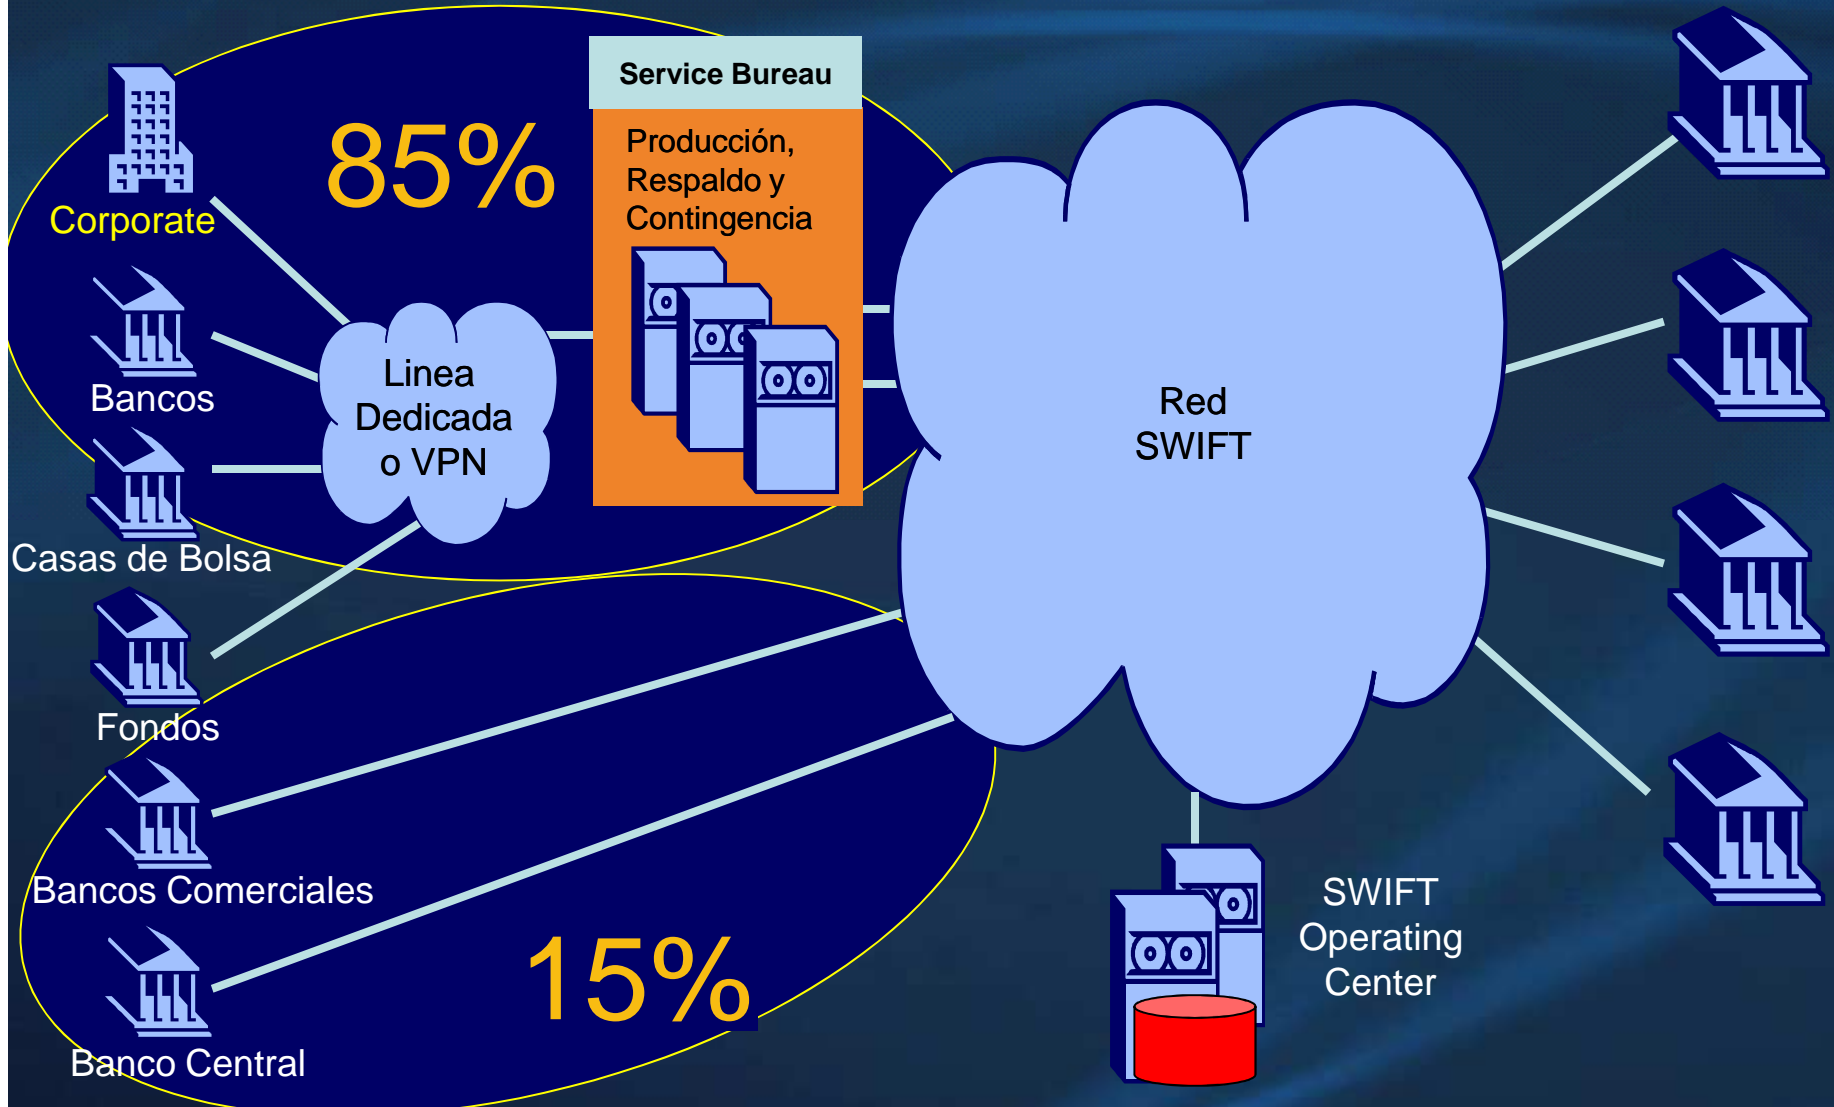 Service Bureau
Producción,
Respaldo y
Contingencia
85%
Corporate
Bancos
Casas de Bolsa
Fondos
Linea
Dedicada
o VPN
Red
SWIFT
Bancos Comerciales
Banco Central
15%
SWIFT
Operating
Center